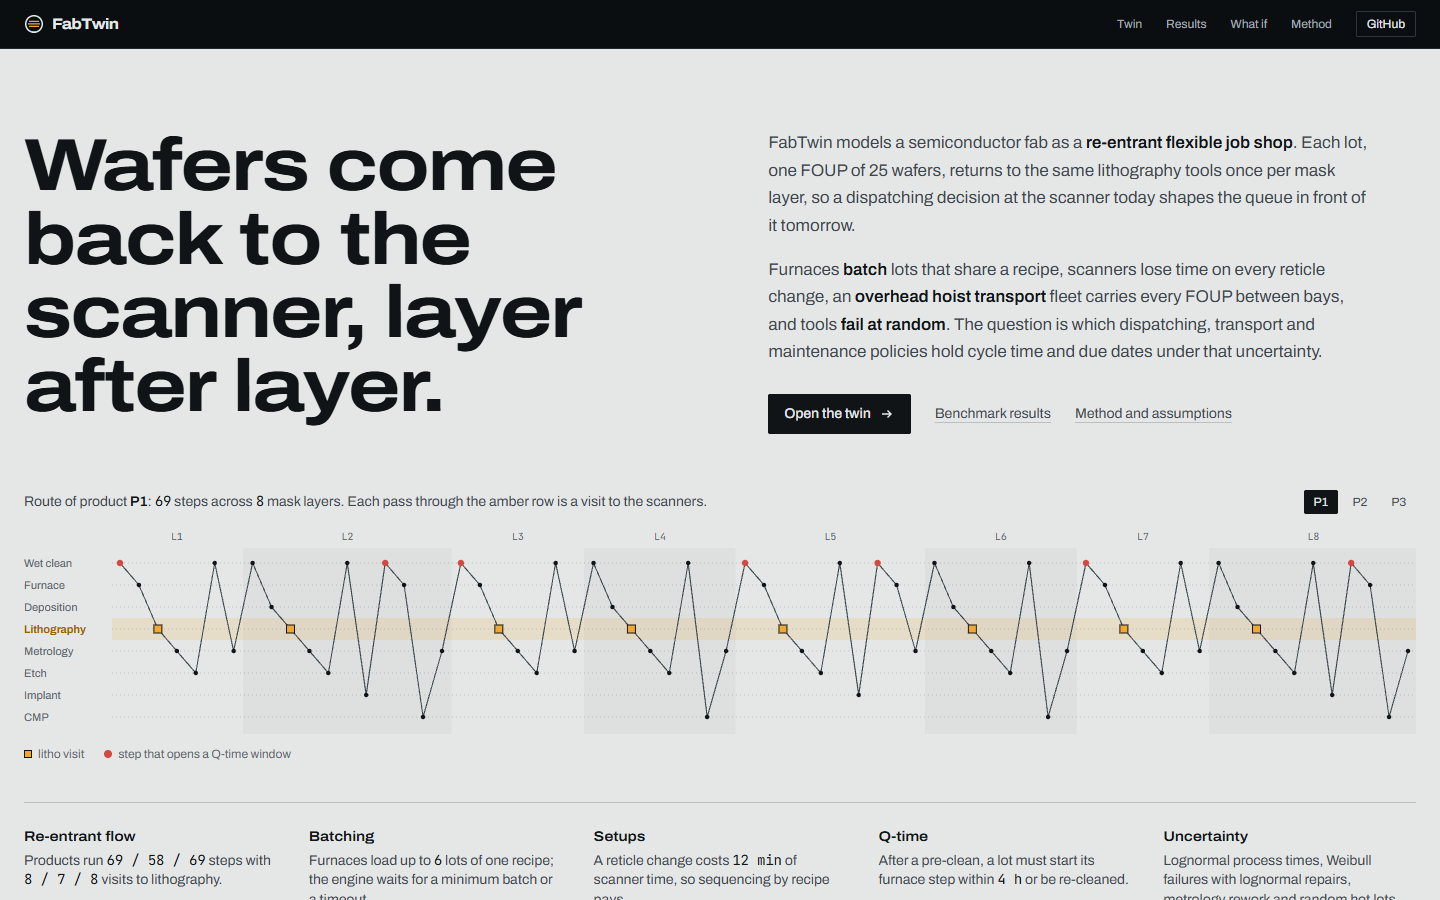 FabTwin
Twin
Results
What if
Method
GitHub
Wafers come
back to the
scanner, layer
after layer.
FabTwin models a semiconductor fab as a re-entrant flexible job shop. Each lot,
one FOUP of 25 wafers, returns to the same lithography tools once per mask
layer, so a dispatching decision at the scanner today shapes the queue in front of
it tomorrow.
Furnaces batch lots that share a recipe, scanners lose time on every reticle
change, an overhead hoist transport fleet carries every FOUP between bays,
and tools fail at random. The question is which dispatching, transport and
maintenance policies hold cycle time and due dates under that uncertainty.
Open the twin →
Benchmark results
Method and assumptions
Route of product P1: 69 steps across 8 mask layers. Each pass through the amber row is a visit to the scanners.
P1
P2
P3
L1
L2
L3
L4
L5
L6
L7
L8
Wet clean
Furnace
Deposition
Lithography
Metrology
Etch
Implant
CMP
litho visit
step that opens a Q-time window
Re-entrant flow
Products run 69 / 58 / 69 steps with
8 / 7 / 8 visits to lithography.
Batching
Furnaces load up to 6 lots of one recipe;
the engine waits for a minimum batch or
a timeout.
Setups
A reticle change costs 12 min of
scanner time, so sequencing by recipe
pays.
Q-time
After a pre-clean, a lot must start its
furnace step within 4 h or be re-cleaned.
Uncertainty
Lognormal process times, Weibull
failures with lognormal repairs,
metrology rework and random hot lots.